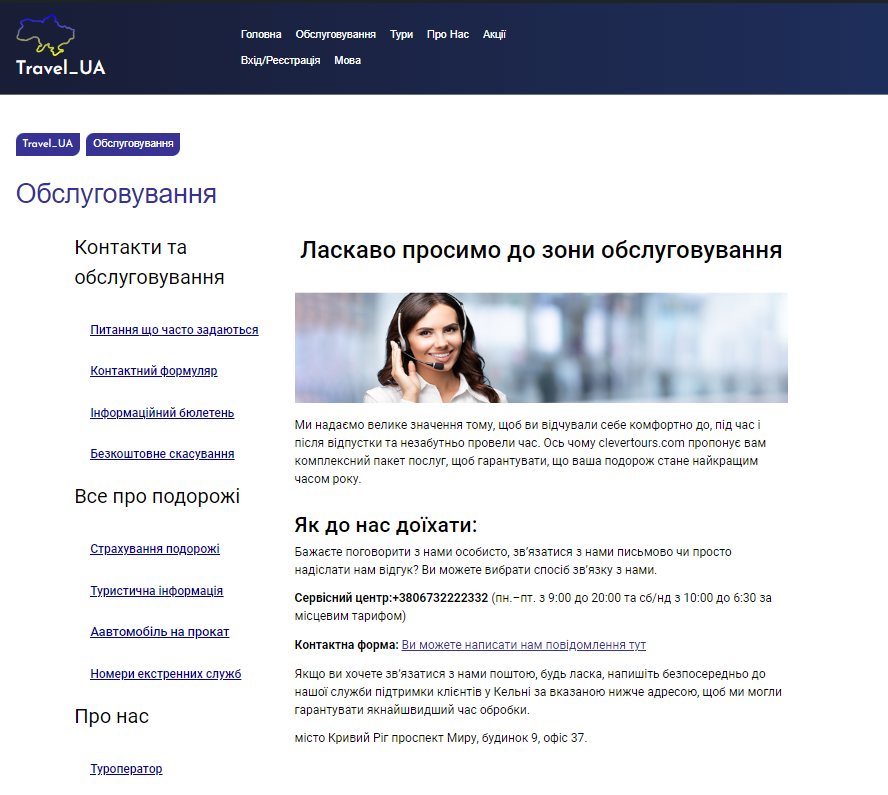 Travel_UA
Головна Обслуговування Тури Про Нас Акції
Вхід/Реєстрація Мова
Travel_UA Обслуговування
Обслуговування
Контакти та
обслуговування
Питання що часто задаються
Контактний формуляр
Інформаційний бюлетень
Безкоштовне скасування
Все про подорожі
Страхування подорожі
Туристична інформація
Аавтомобіль на прокат
Номери екстренних служб
Про нас
Туроператор
Ласкаво просимо до зони обслуговування
Ми надаємо велике значення тому, щоб ви відчували себе комфортно до, під час і
після відпустки та незабутньо провели час. Ось чому clevertours.com пропонує вам
комплексний пакет послуг, щоб гарантувати, що ваша подорож стане найкращим
часом року.
Як до нас доїхати:
Бажаєте поговорити з нами особисто, зв’язатися з нами письмово чи просто
надіслати нам відгук? Ви можете вибрати спосіб зв’язку з нами.
Сервісний центр:+3806732222332 (пн.–пт. з 9:00 до 20:00 та сб/нд з 10:00 до 6:30 за
місцевим тарифом)
Контактна форма: Ви можете написати нам повідомлення тут
Якщо ви хочете зв’язатися з нами поштою, будь ласка, напишіть безпосередньо до
нашої служби підтримки клієнтів у Кельні за вказаною нижче адресою, щоб ми могли
гарантувати якнайшвидший час обробки.
місто Кривий Ріг проспект Миру, будинок 9, офіс 37.